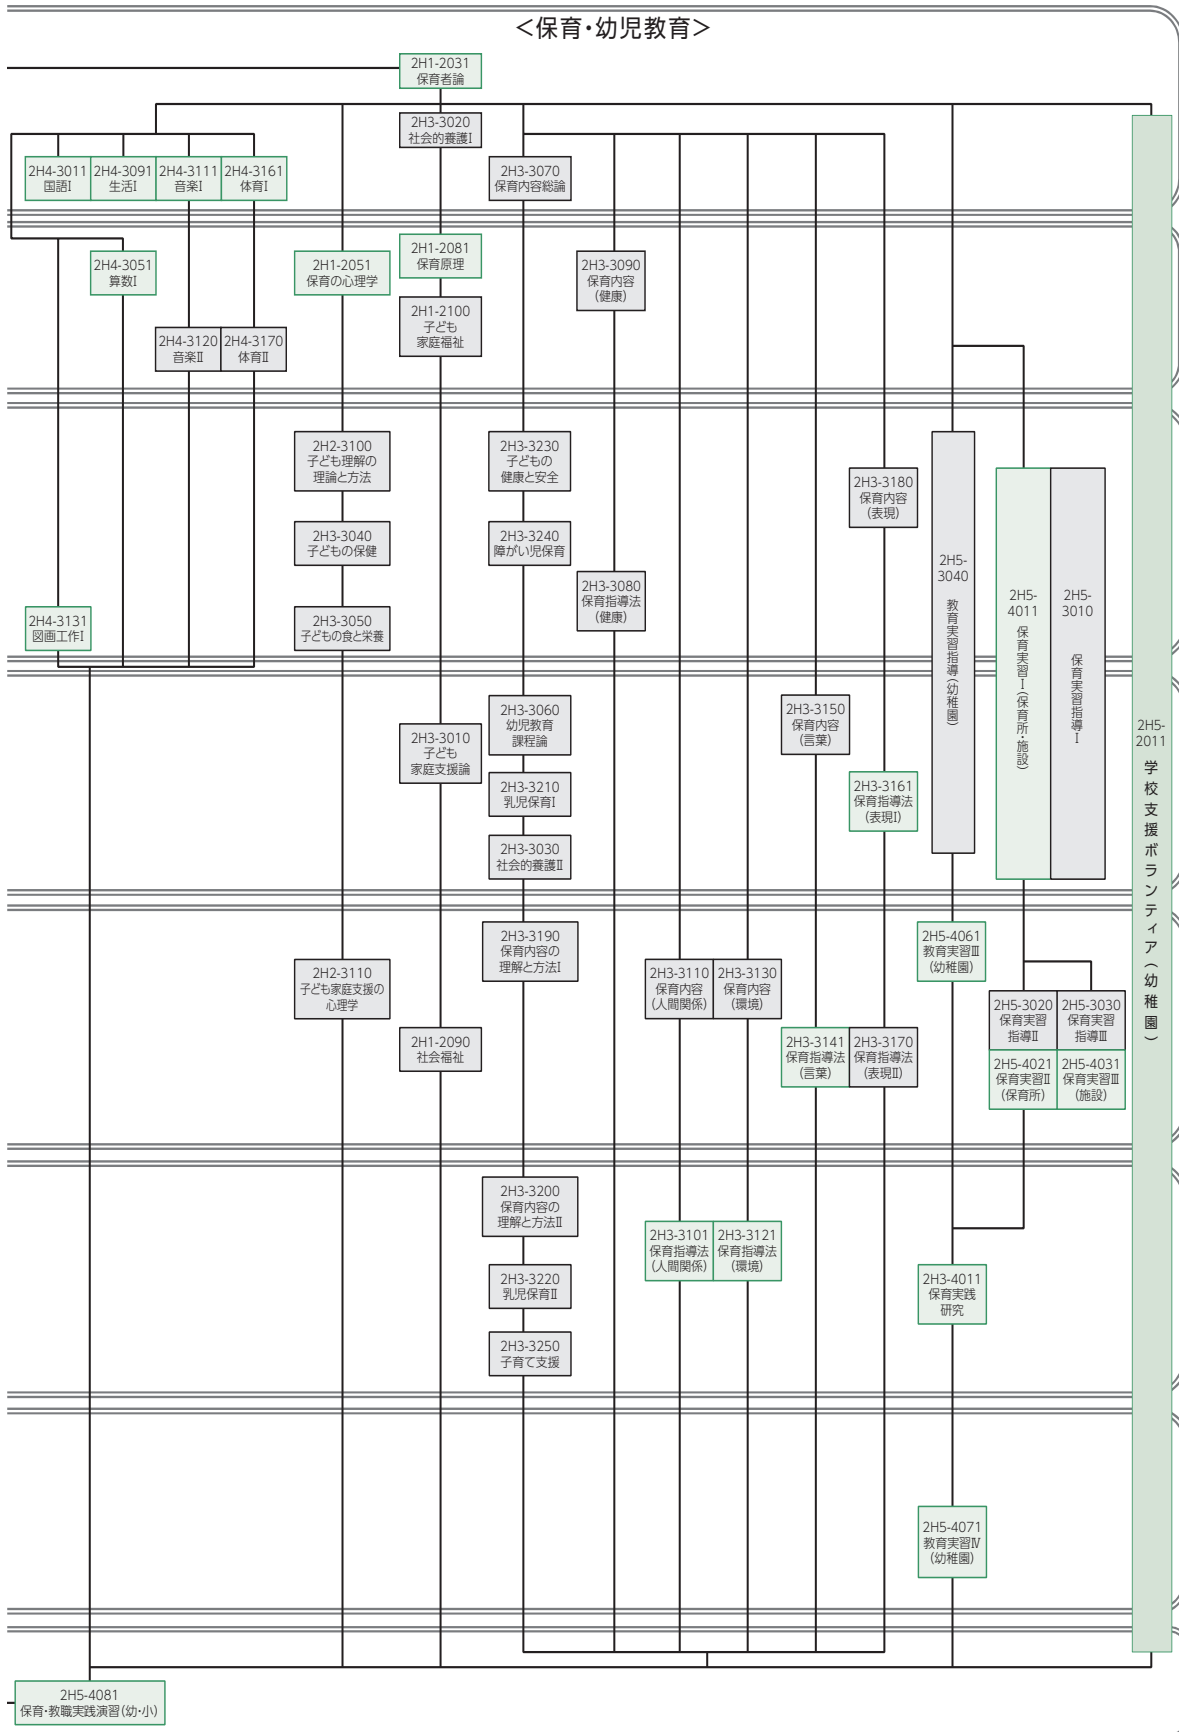 ＜保育・幼児教育＞
2H1-2031
保育者論
2H3-3020
社会的養護Ⅰ
2H4-3011
国語Ⅰ
2H4-3091
生活Ⅰ
2H4-3111
音楽Ⅰ
2H4-3161
体育Ⅰ
2H3-3070
保育内容総論
2H4-3051
算数Ⅰ
2H1-2051
保育の心理学
2H1-2081
保育原理
2H3-3090
保育内容
(健康)
2H1-2100
子ども
家庭福祉
2H4-3120
音楽Ⅱ
2H4-3170
体育Ⅱ
2H2-3100
子ども理解の
理論と方法
2H3-3230
子どもの
健康と安全
2H3-3180
保育内容
(表現)
2H3-3040
子どもの保健
2H3-3240
障がい児保育
2H3-3080
保育指導法
(健康)
2H4-3131
図画工作Ⅰ
2H3-3050
子どもの食と栄養
2H5-
3040
教育実習指導(幼稚園)
2H5-
4011
保育実習Ⅰ(保育所・施設)
2H5-
3010
保育実習指導Ⅰ
2H5-
2011
学校支援ボランティア(幼稚園)
2H3-3010
子ども
家庭支援論
2H3-3060
幼児教育
課程論
2H3-3150
保育内容
(言葉)
2H3-3210
乳児保育Ⅰ
2H3-3161
保育指導法
(表現Ⅰ)
2H3-3030
社会的養護Ⅱ
2H3-3190
保育内容の
理解と方法Ⅰ
2H5-4061
教育実習Ⅲ
(幼稚園)
2H2-3110
子ども家庭支援の
心理学
2H3-3110
保育内容
(人間関係)
2H3-3130
保育内容
(環境)
2H5-3020
保育実習
指導Ⅱ
2H5-3030
保育実習
指導Ⅲ
2H1-2090
社会福祉
2H3-3141
保育指導法
(言葉)
2H3-3170
保育指導法
(表現Ⅱ)
2H5-4021
保育実習Ⅱ
(保育所)
2H5-4031
保育実習Ⅲ
(施設)
2H3-3200
保育内容の
理解と方法Ⅱ
2H3-3101
保育指導法
(人間関係)
2H3-3121
保育指導法
(環境)
2H3-3220
乳児保育Ⅱ
2H3-4011
保育実践
研究
2H3-3250
子育て支援
2H5-4071
教育実習Ⅳ
(幼稚園)
2H5-4081
保育・教職実践演習(幼・小)